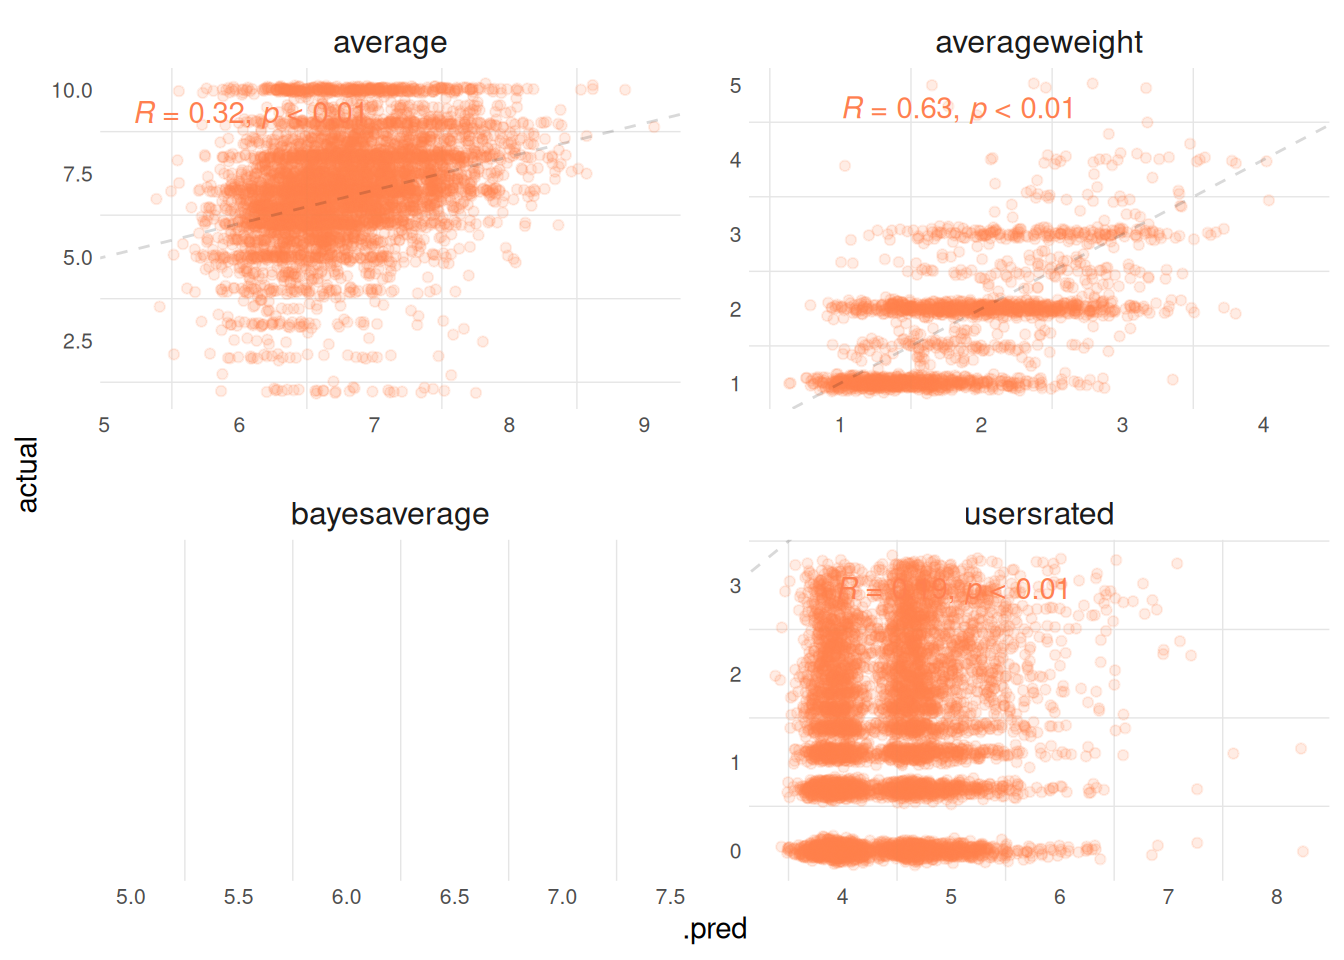 average
averageweight
10.0
7.5
5.0
2.5
R = 0.32, p < 0.01
5 6 7 8 9
5
4
3
2
1
R = 0.63, p < 0.01
1 2 3 4
actual
bayesaverage
usersrated
5.0 5.5 6.0 6.5 7.0 7.5
3
2
1
0
R = 9, p < 0.01
4 5 6 7 8
.pred